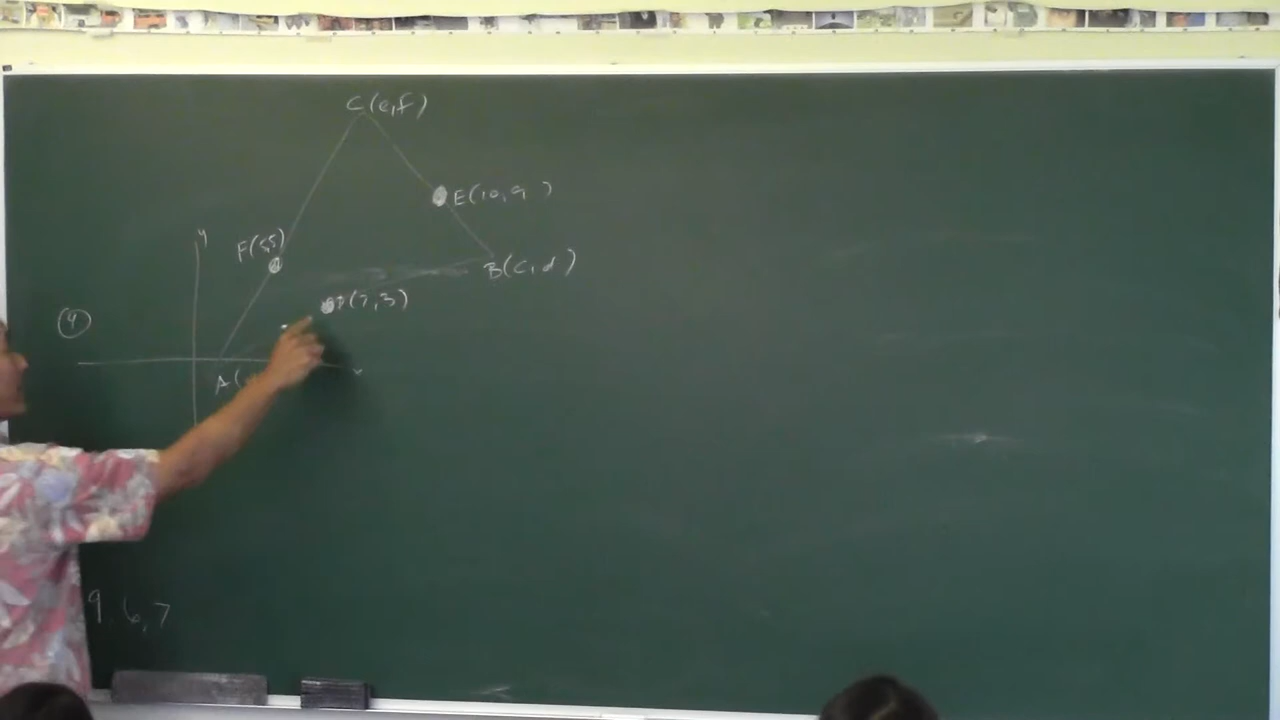 C(e,f)
E(10,9 )
y
F(5,5)
B(c,d)
D(7,3)
4
x
A(
9 6,7